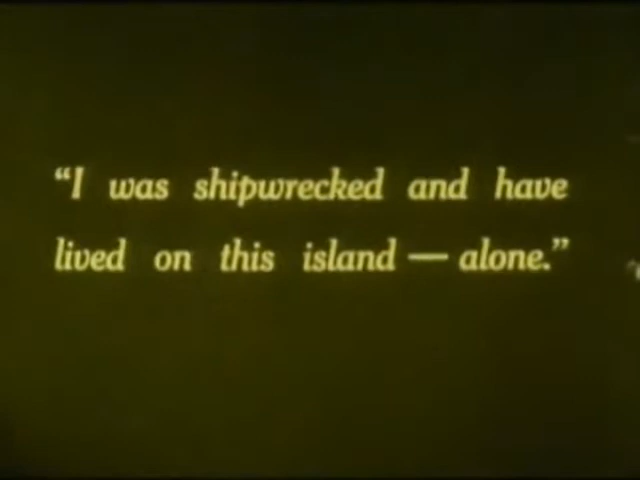 “I was shipwrecked and have
lived on this island — alone.”